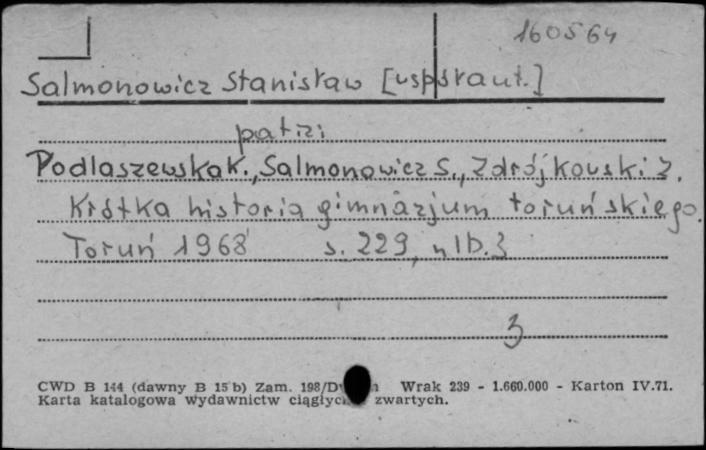 160564
Salmonowicz Stanisław [współaut.]
patrz:
Podlaszewska K., Salmonowicz S., Zdrójkowski Z.
Krótka historia gimnazjum toruńskiego.
Toruń 1968 s. 229, nlb. 3
3
CWD B 144 (dawny B 15 b) Zam. 198/D Wrak 239 - 1.660.000 - Karton IV.71.
Karta katalogowa wydawnictw ciągłyc zwartych.